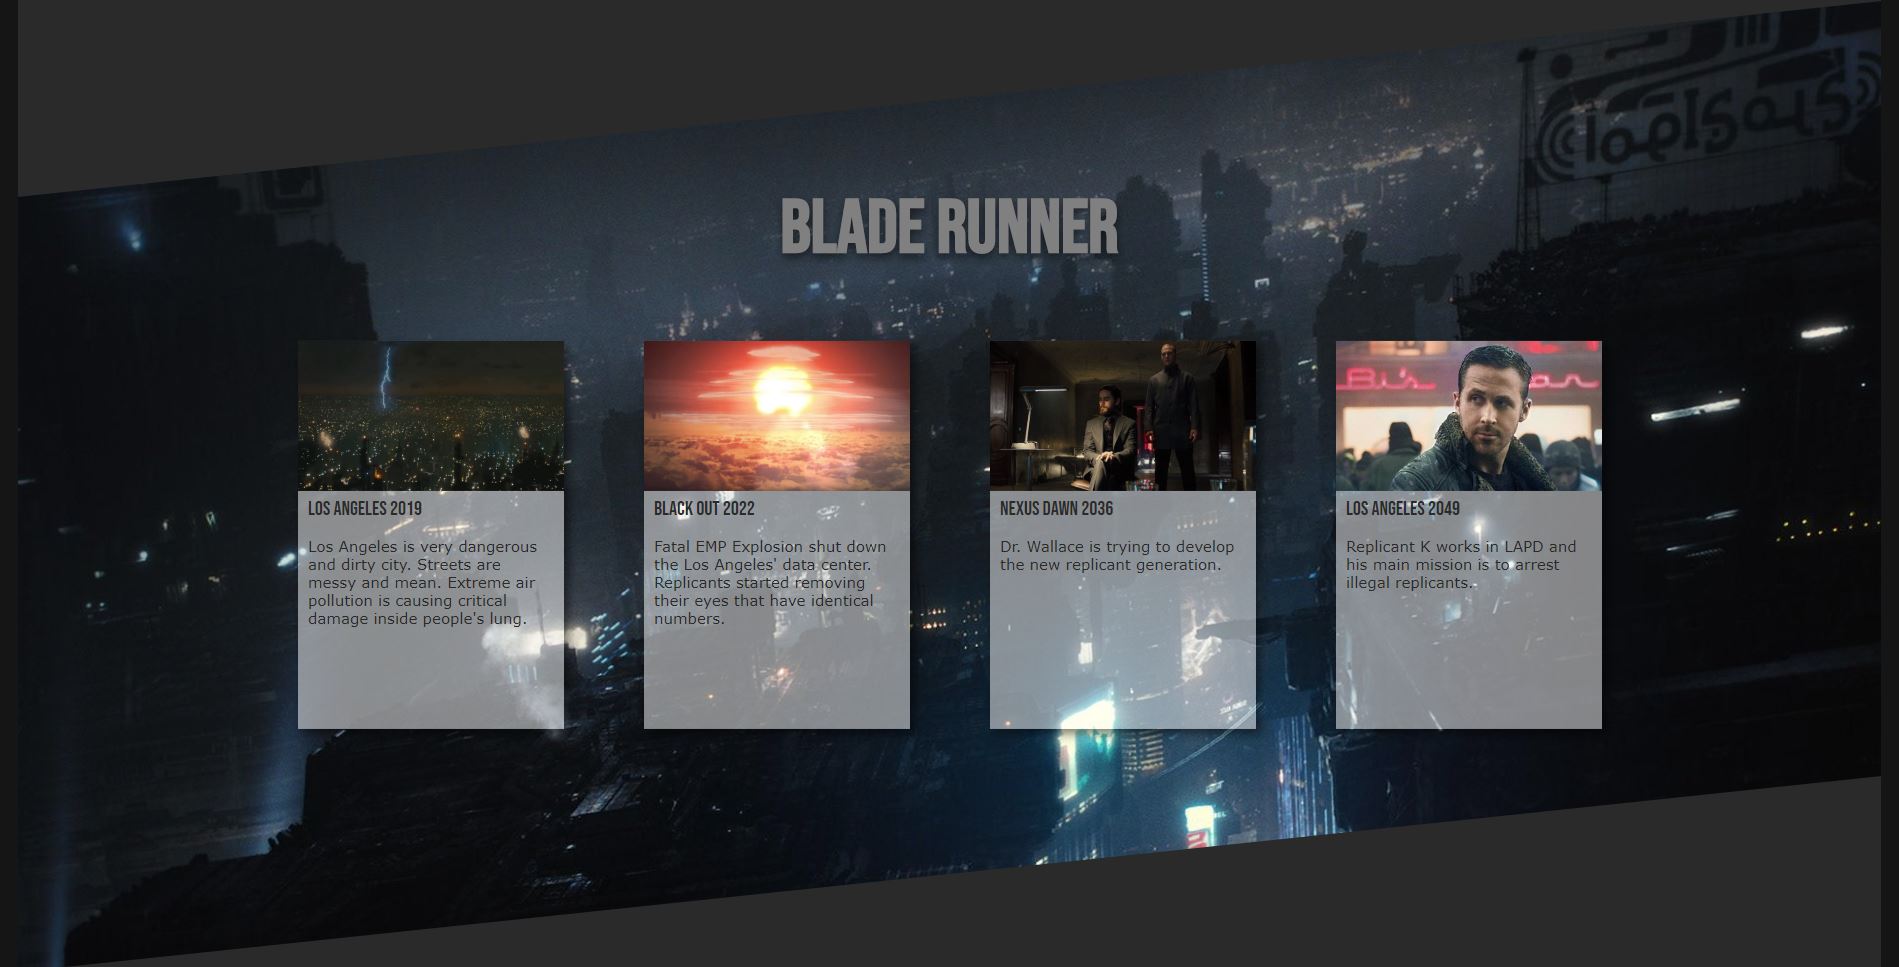 BLADE RUNNER
LOS ANGELES 2019
Los Angeles is very dangerous
and dirty city. Streets are
messy and mean. Extreme air
pollution is causing critical
damage inside people's lung.
BLACK OUT 2022
Fatal EMP Explosion shut down
the Los Angeles' data center.
Replicants started removing
their eyes that have identical
numbers.
NEXUS DAWN 2036
Dr. Wallace is trying to develop
the new replicant generation.
LOS ANGELES 2049
Replicant K works in LAPD and
his main mission is to arrest
illegal replicants.